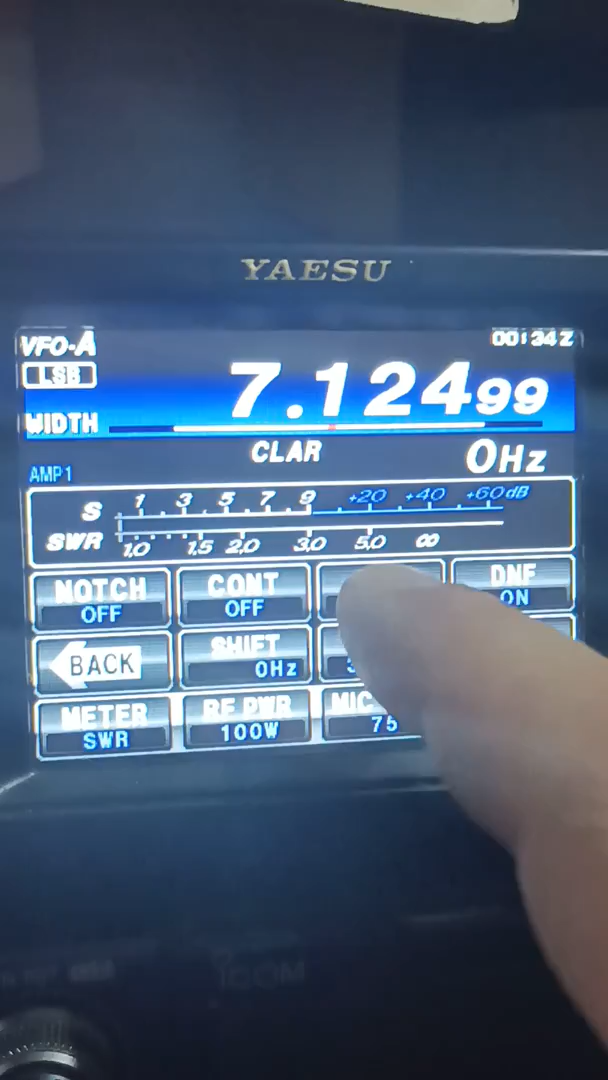 YAESU
VFO-A 00:34Z
LSB 7.12499
WIDTH
CLAR 0Hz
AMP1
S 1 3 5 7 9 +20 +40 +60dB
SWR 1.0 1.5 2.0 3.0 5.0 ∞
NOTCH CONT DNF
OFF OFF ON
BACK SHIFT
0Hz
METER RF PWR MIC
SWR 100W 75
ICOM